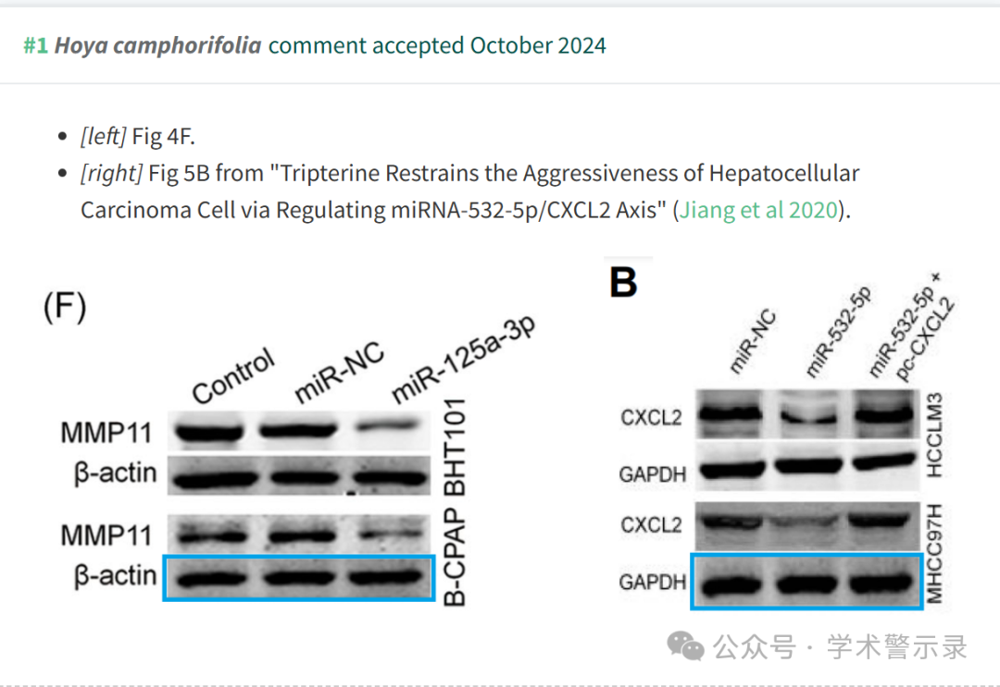 #1 Hoya camphorifolia comment accepted October 2024
• [left] Fig 4F.
• [right] Fig 5B from "Tripterine Restrains the Aggressiveness of Hepatocellular
Carcinoma Cell via Regulating miRNA-532-5p/CXCL2 Axis" (Jiang et al 2020).
(F)
Control
miR-NC
miR-125a-3p
MMP11
β-actin
BHT101
MMP11
β-actin
B-CPAP
B
miR-NC
miR-532-5p
miR-532-5p +
pc-CXCL2
CXCL2
GAPDH
HCCLM3
CXCL2
GAPDH
MHCC97H
公众号 · 学术警示录